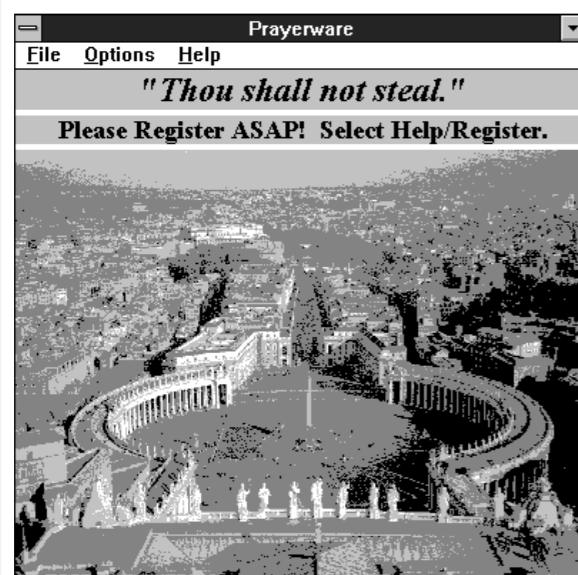 Prayerware
File Options Help
"Thou shall not steal."
Please Register ASAP! Select Help/Register.